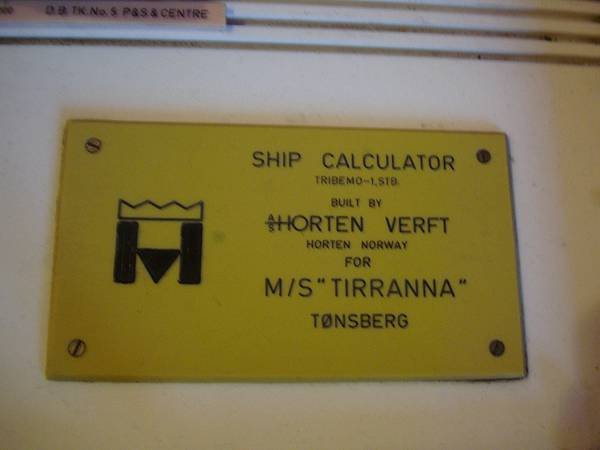 D.B. TK. No. 5 P&S & CENTRE
SHIP CALCULATOR
TRIBEMO-1, STB.
BUILT BY
A/S HORTEN VERFT
HORTEN NORWAY
FOR
M/S "TIRRANNA"
TØNSBERG